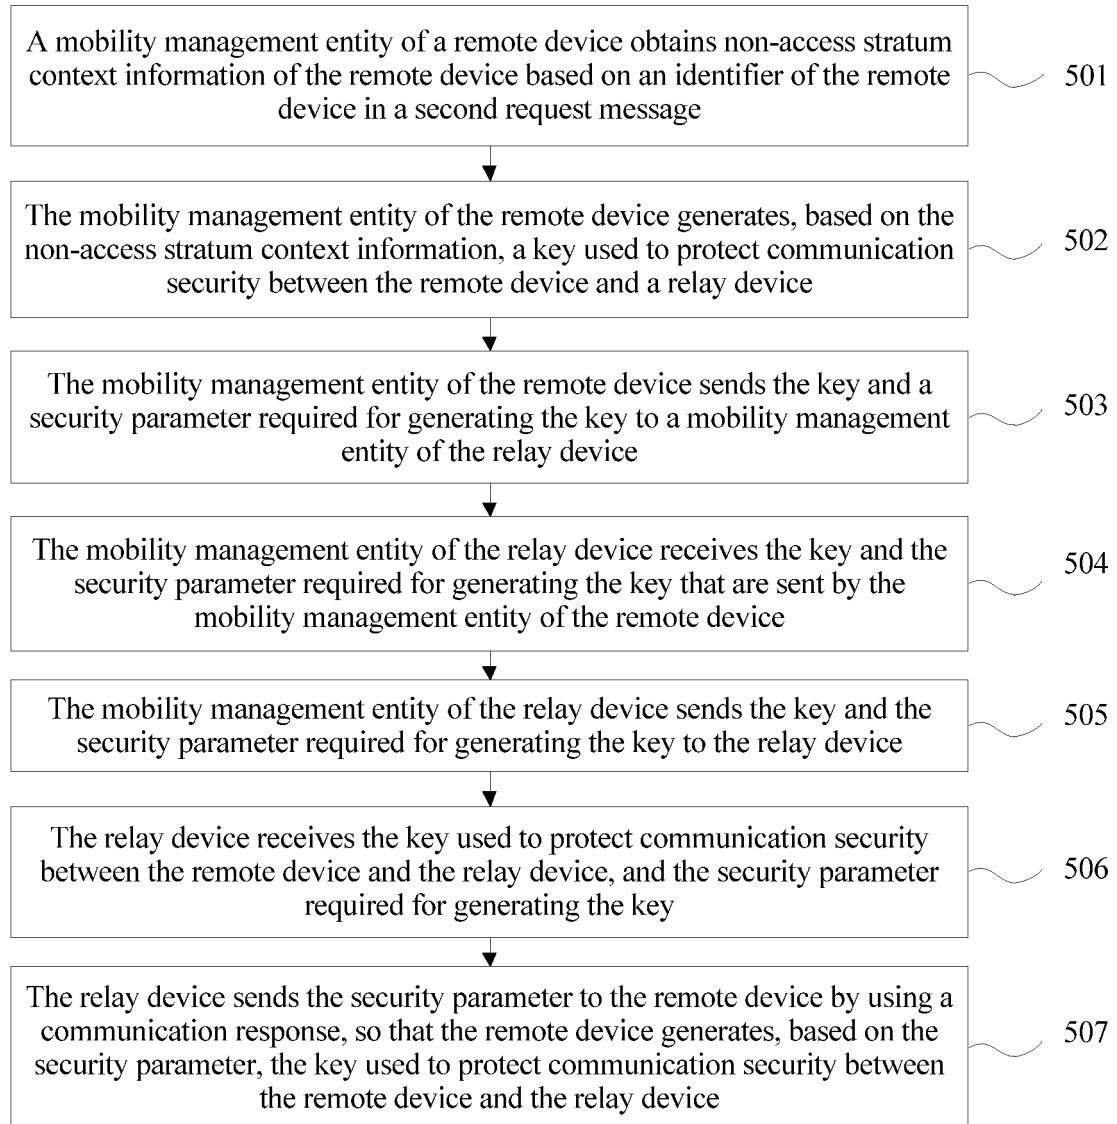 A mobility management entity of a remote device obtains non-access stratum
context information of the remote device based on an identifier of the remote
device in a second request message
501
The mobility management entity of the remote device generates, based on the
non-access stratum context information, a key used to protect communication
security between the remote device and a relay device
502
The mobility management entity of the remote device sends the key and a
security parameter required for generating the key to a mobility management
entity of the relay device
503
The mobility management entity of the relay device receives the key and the
security parameter required for generating the key that are sent by the
mobility management entity of the remote device
504
The mobility management entity of the relay device sends the key and the
security parameter required for generating the key to the relay device
505
The relay device receives the key used to protect communication security
between the remote device and the relay device, and the security parameter
required for generating the key
506
The relay device sends the security parameter to the remote device by using a
communication response, so that the remote device generates, based on the
security parameter, the key used to protect communication security between
the remote device and the relay device
507